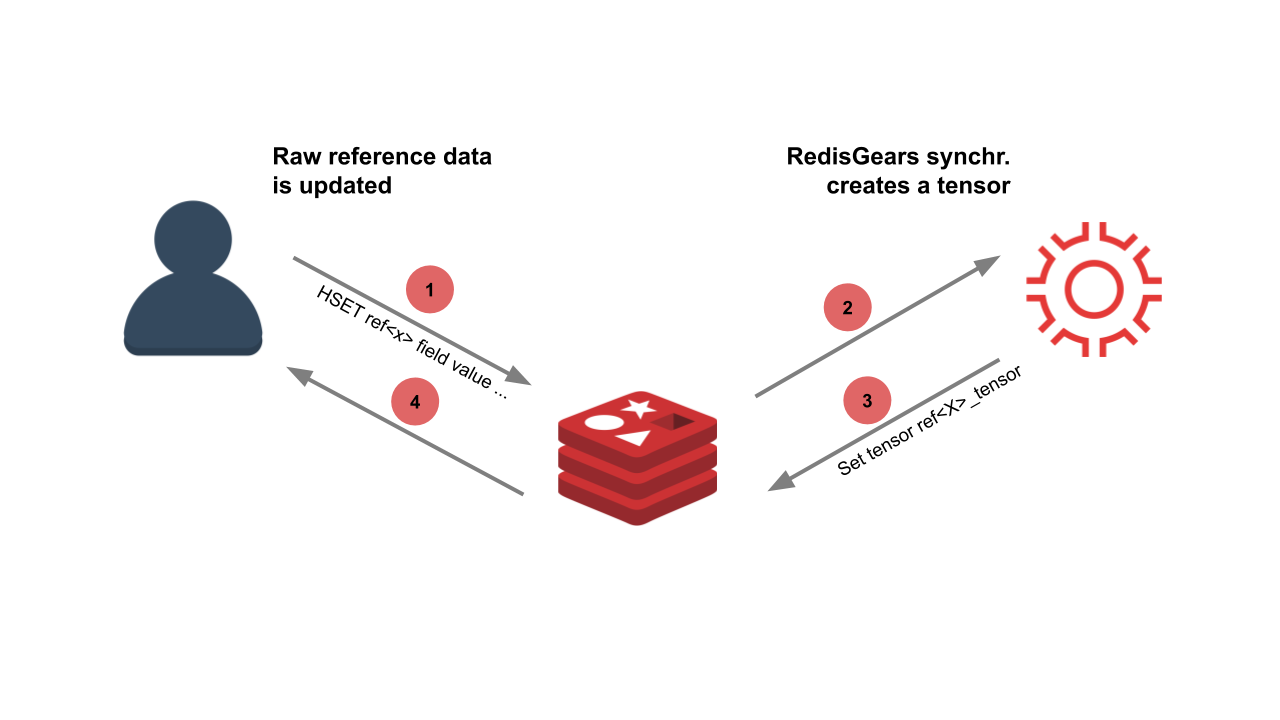 Raw reference data
is updated
RedisGears synchr.
creates a tensor
1
HSET ref<x> field value ...
2
3
Set tensor ref<X>_tensor
4